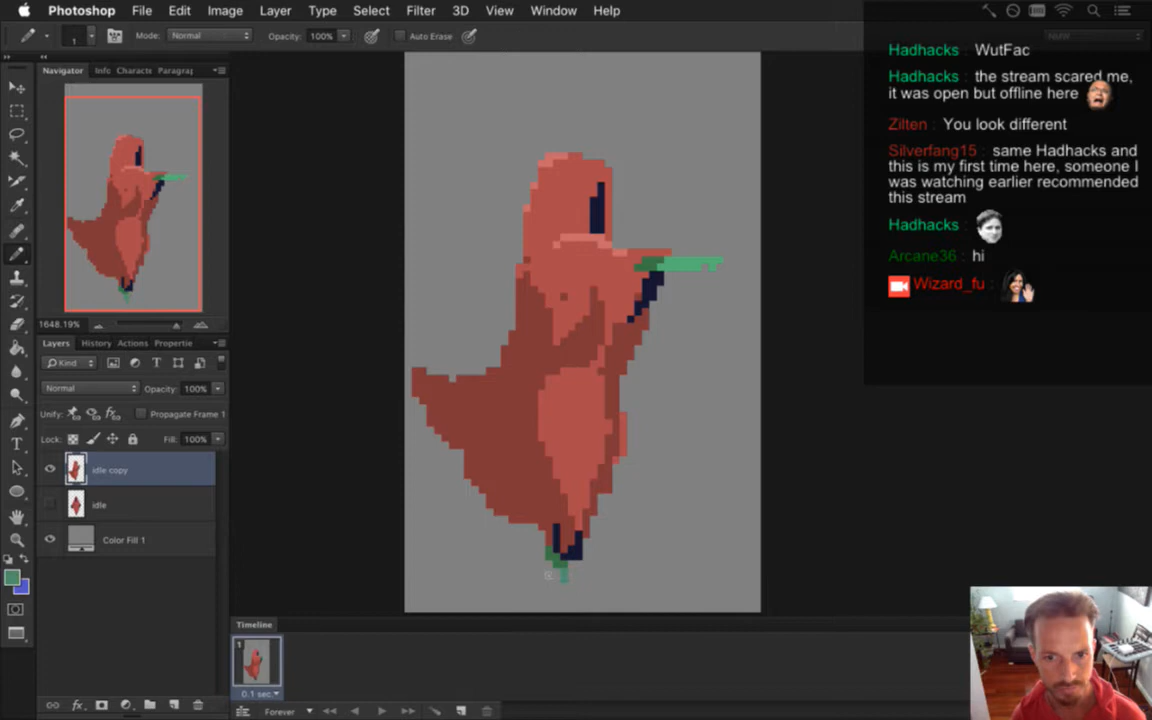 Photoshop File Edit Image Layer Type Select Filter 3D View Window Help
1 Mode: Normal Opacity: 100% Auto Erase
Navigator Info Characte Paragrap
1648.19%
Layers History Actions Propertie
Kind
Normal Opacity: 100%
Unify: Propagate Frame 1
Lock: Fill: 100%
idle copy
idle
Color Fill 1
Timeline
1
0.1 sec.
Forever
Hadhacks : WutFac
Hadhacks : the stream scared me,
it was open but offline here
Zilten : You look different
Silverfang15 : same Hadhacks and
this is my first time here, someone I
was watching earlier recommended
this stream
Hadhacks :
Arcane36 : hi
Wizard_fu :